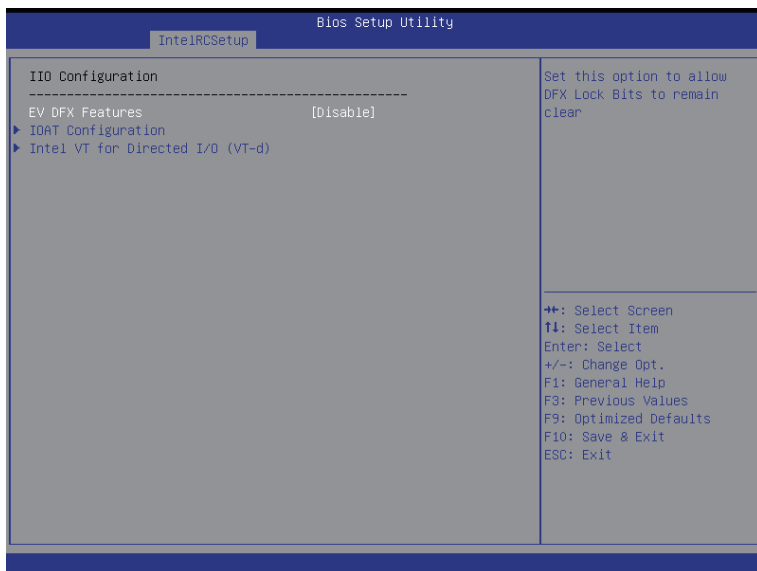 Bios Setup Utility
IntelRCSetup
IIO Configuration
------------------------------------------------
EV DFX Features [Disable]
IOAT Configuration
Intel VT for Directed I/O (VT-d)
Set this option to allow
DFX Lock Bits to remain
clear
→←: Select Screen
↑↓: Select Item
Enter: Select
+/-: Change Opt.
F1: General Help
F3: Previous Values
F9: Optimized Defaults
F10: Save & Exit
ESC: Exit